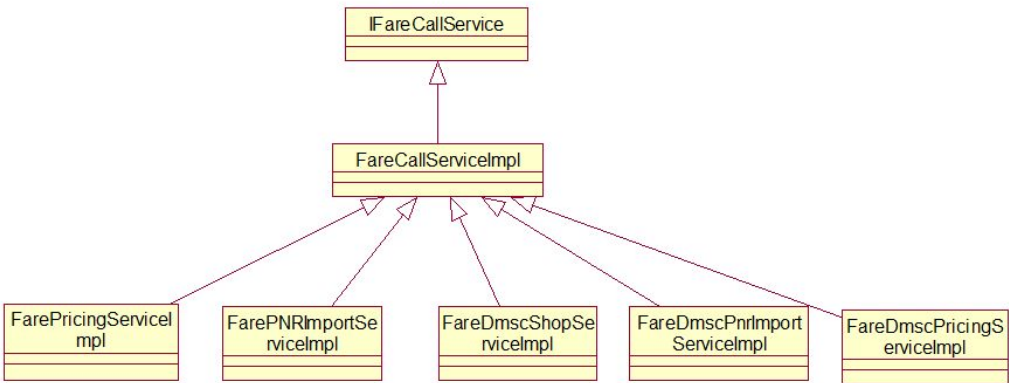 IFareCallService
FareCallServiceImpl
FarePricingServiceI
mpl
FarePNRImportSe
rviceImpl
FareDmscShopSe
rviceImpl
FareDmscPnrImport
ServiceImpl
FareDmscPricingS
erviceImpl